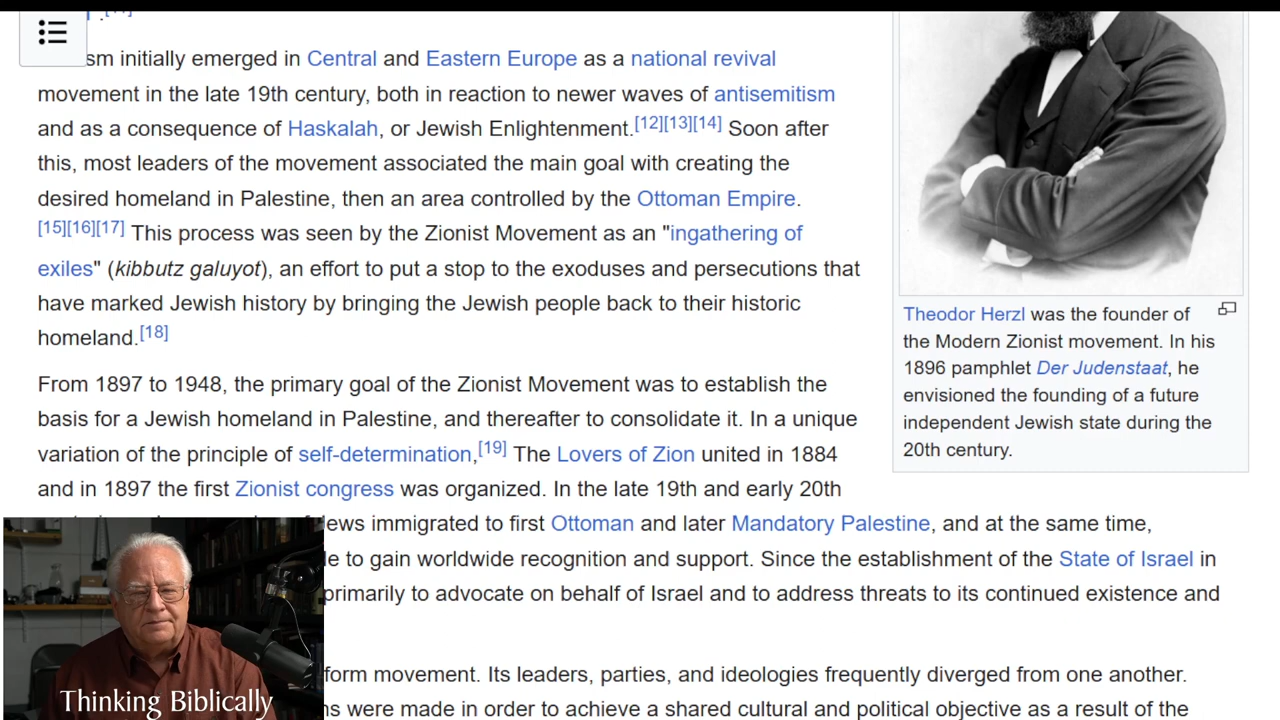 sm initially emerged in Central and Eastern Europe as a national revival
movement in the late 19th century, both in reaction to newer waves of antisemitism
and as a consequence of Haskalah, or Jewish Enlightenment.[12][13][14] Soon after
this, most leaders of the movement associated the main goal with creating the
desired homeland in Palestine, then an area controlled by the Ottoman Empire.
[15][16][17] This process was seen by the Zionist Movement as an "ingathering of
exiles" (kibbutz galuyot), an effort to put a stop to the exoduses and persecutions that
have marked Jewish history by bringing the Jewish people back to their historic
homeland.[18]
From 1897 to 1948, the primary goal of the Zionist Movement was to establish the
basis for a Jewish homeland in Palestine, and thereafter to consolidate it. In a unique
variation of the principle of self-determination,[19] The Lovers of Zion united in 1884
and in 1897 the first Zionist congress was organized. In the late 19th and early 20th
Jews immigrated to first Ottoman and later Mandatory Palestine, and at the same time,
le to gain worldwide recognition and support. Since the establishment of the State of Israel in
primarily to advocate on behalf of Israel and to address threats to its continued existence and
form movement. Its leaders, parties, and ideologies frequently diverged from one another.
ns were made in order to achieve a shared cultural and political objective as a result of the
Theodor Herzl was the founder of
the Modern Zionist movement. In his
1896 pamphlet Der Judenstaat, he
envisioned the founding of a future
independent Jewish state during the
20th century.
Thinking Biblically